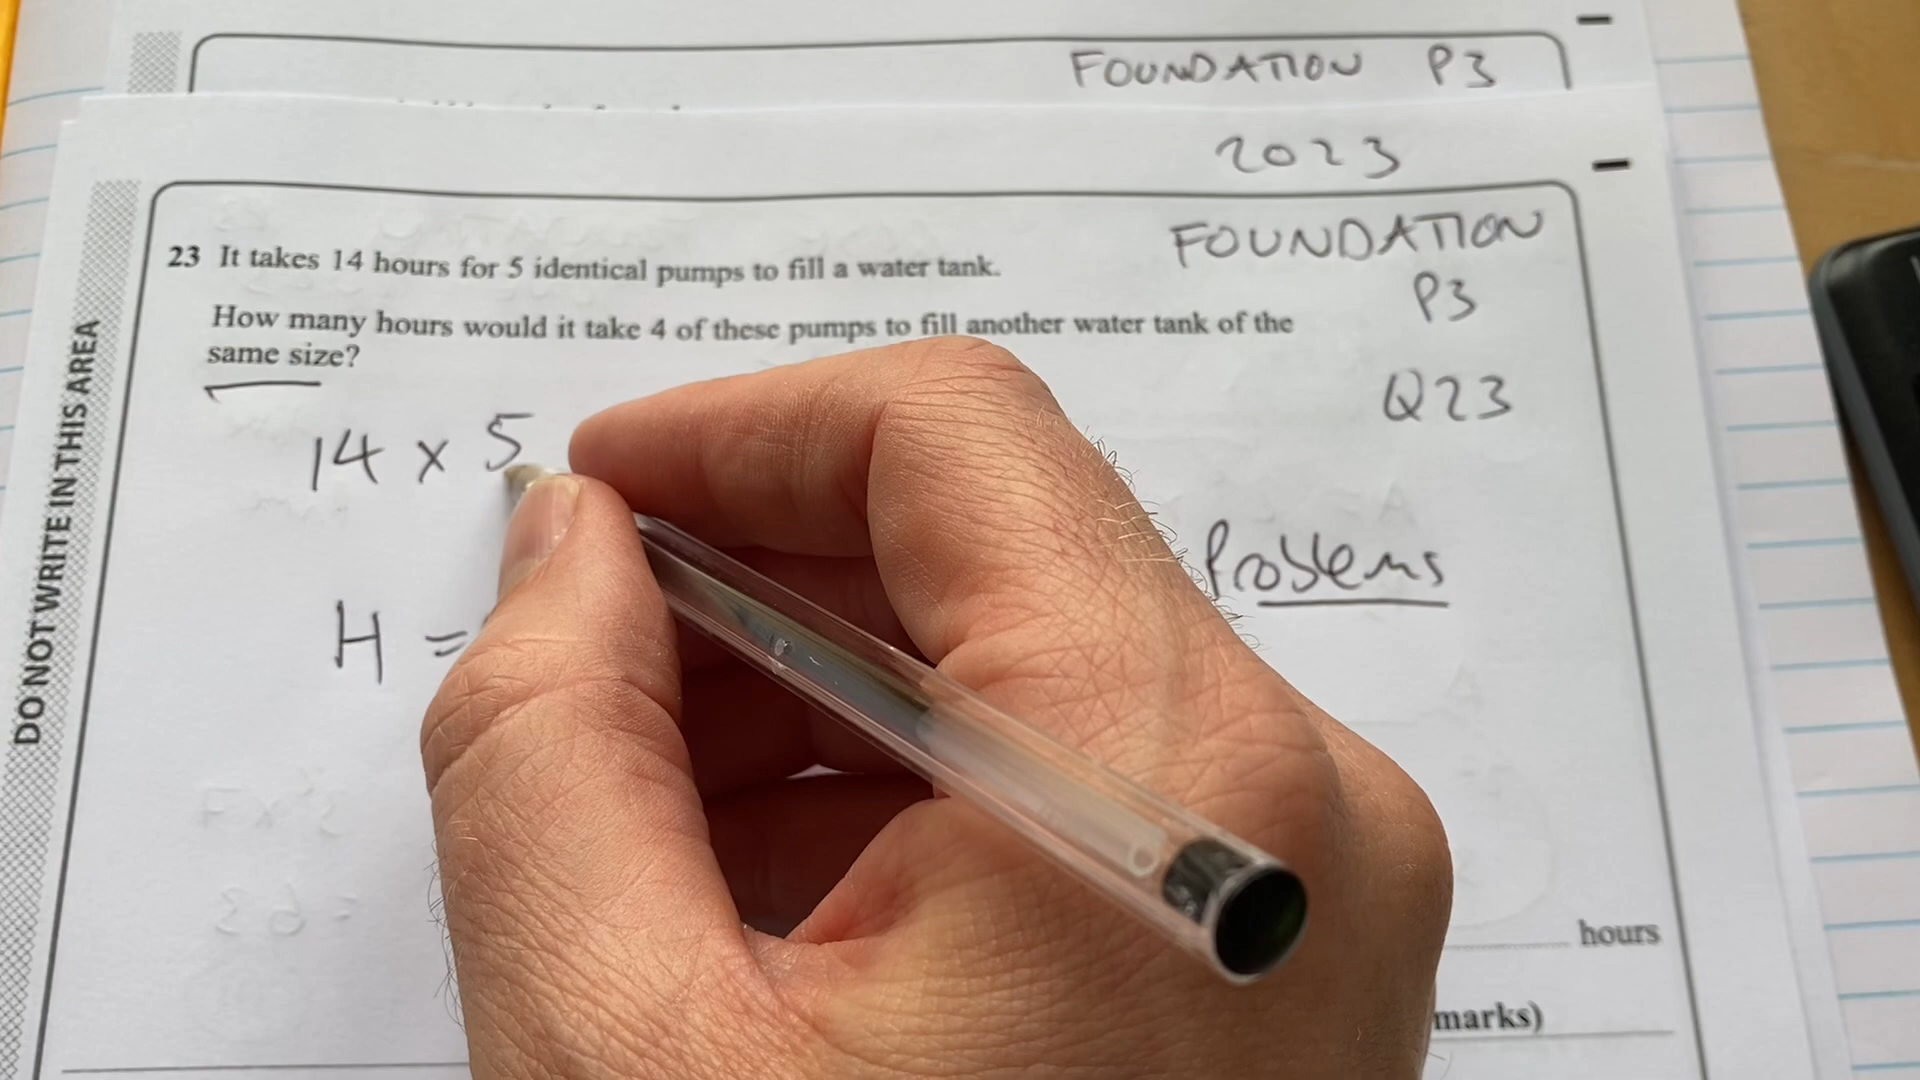 FOUNDATION P3
2023
FOUNDATION
P3
Q23
23 It takes 14 hours for 5 identical pumps to fill a water tank.
How many hours would it take 4 of these pumps to fill another water tank of the
same size?
14 x 5
Problems
H =
hours
marks)
DO NOT WRITE IN THIS AREA